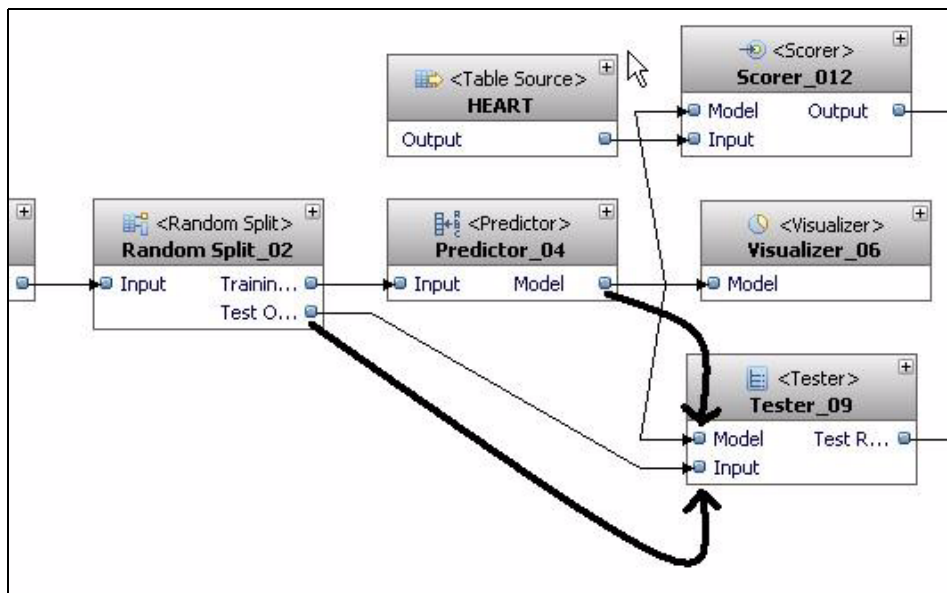 <Scorer>
Scorer_012
Model Output
Input
<Table Source>
HEART
Output
<Random Split>
Random Split_02
Input Trainin...
Test O...
<Predictor>
Predictor_04
Input Model
<Visualizer>
Visualizer_06
Model
<Tester>
Tester_09
Model Test R...
Input